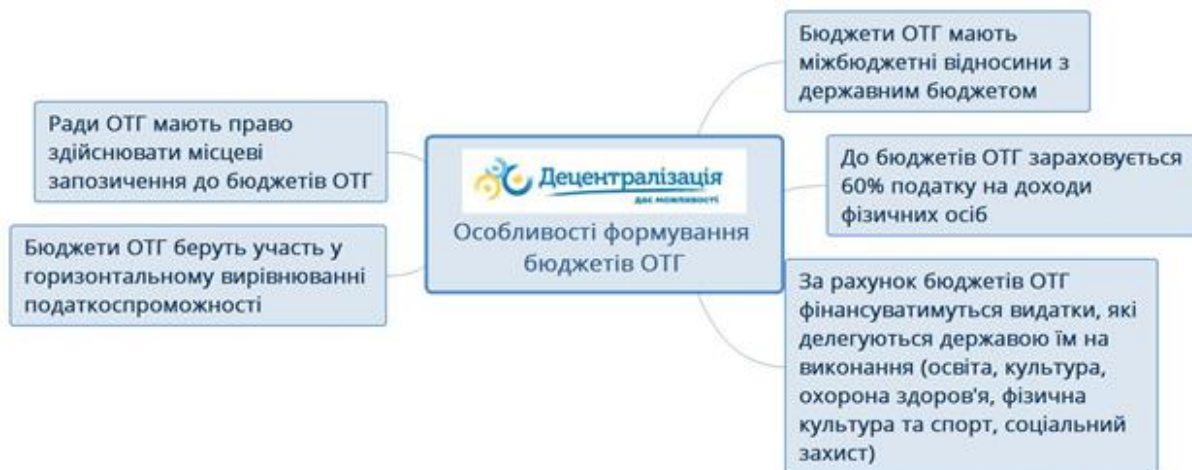 Бюджети ОТГ мають
міжбюджетні відносини з
державним бюджетом
Ради ОТГ мають право
здійснювати місцеві
запозичення до бюджетів ОТГ
До бюджетів ОТГ зараховується
60% податку на доходи
фізичних осіб
Децентралізація
дає можливості
Особливості формування
бюджетів ОТГ
Бюджети ОТГ беруть участь у
горизонтальному вирівнюванні
податкоспроможності
За рахунок бюджетів ОТГ
фінансуватимуться видатки, які
делегуються державою їм на
виконання (освіта, культура,
охорона здоров'я, фізична
культура та спорт, соціальний
захист)